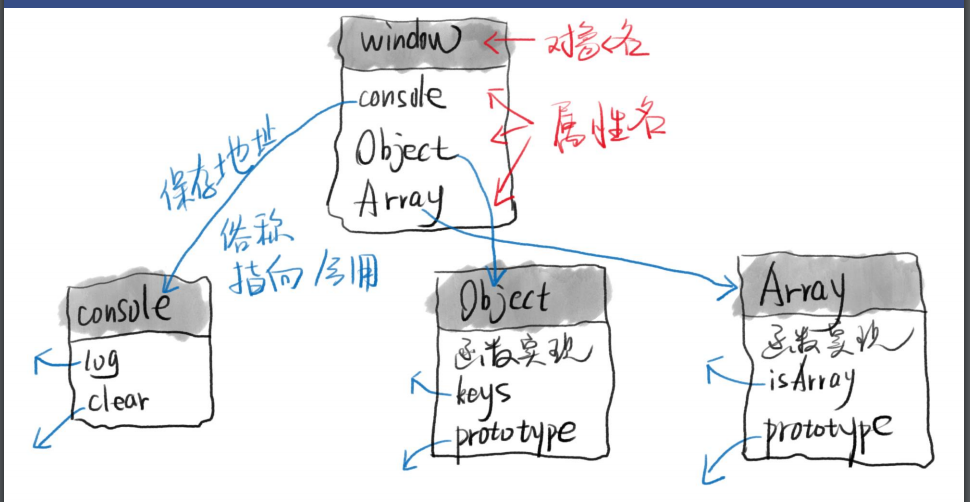 window
对象名
console
Object
Array
属性名
保存地址
俗称
指向/引用
console
log
clear
Object
函数实现
keys
prototype
Array
函数实现
isArray
prototype